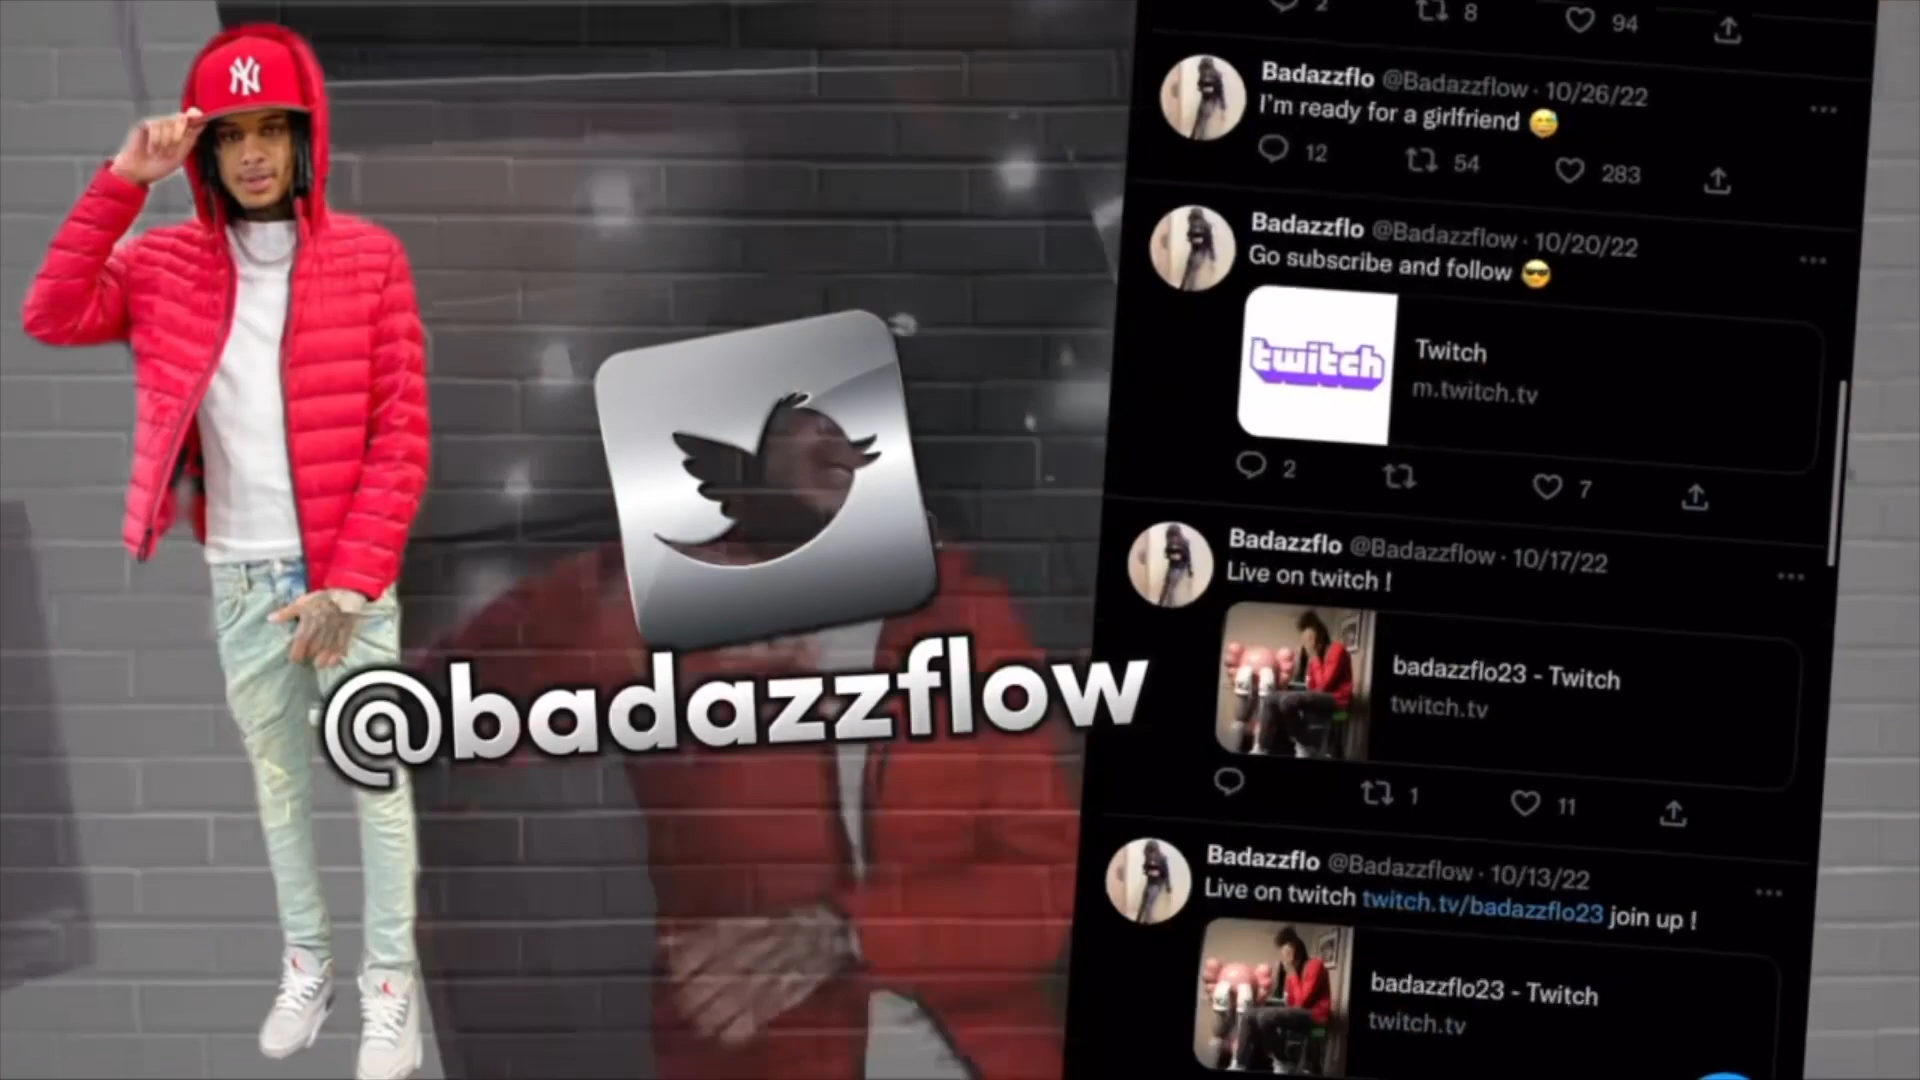 NY
@badazzflow
2 8 94
Badazzflo @Badazzflow · 10/26/22
I'm ready for a girlfriend 😅
12 54 283
Badazzflo @Badazzflow · 10/20/22
Go subscribe and follow 😎
twitch
Twitch
m.twitch.tv
2 7
Badazzflo @Badazzflow · 10/17/22
Live on twitch !
badazzflo23 - Twitch
twitch.tv
1 11
Badazzflo @Badazzflow · 10/13/22
Live on twitch twitch.tv/badazzflo23 join up !
badazzflo23 - Twitch
twitch.tv